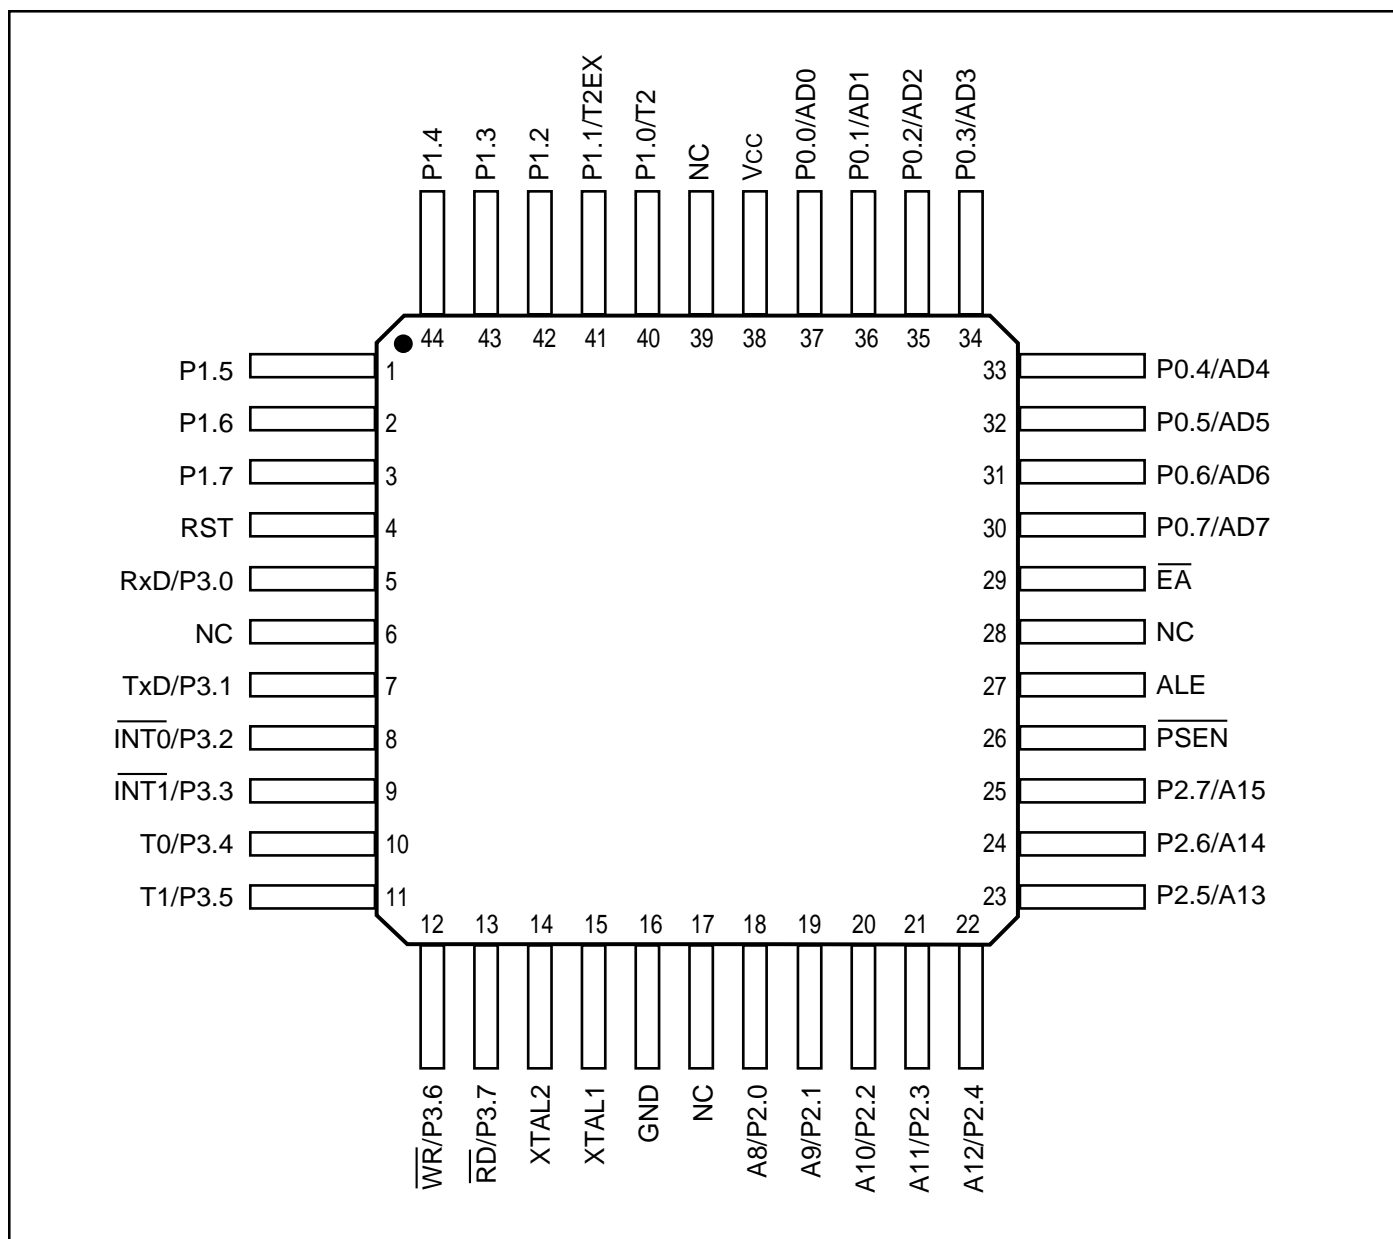 P1.4
P1.3
P1.2
P1.1/T2EX
P1.0/T2
NC
VCC
P0.0/AD0
P0.1/AD1
P0.2/AD2
P0.3/AD3
44 43 42 41 40 39 38 37 36 35 34
P1.5 1 33 P0.4/AD4
P1.6 2 32 P0.5/AD5
P1.7 3 31 P0.6/AD6
RST 4 30 P0.7/AD7
RxD/P3.0 5 29 E̅A̅
NC 6 28 NC
TxD/P3.1 7 27 ALE
I̅N̅T̅0̅/P3.2 8 26 P̅S̅E̅N̅
I̅N̅T̅1̅/P3.3 9 25 P2.7/A15
T0/P3.4 10 24 P2.6/A14
T1/P3.5 11 23 P2.5/A13
12 13 14 15 16 17 18 19 20 21 22
W̅R̅/P3.6
R̅D̅/P3.7
XTAL2
XTAL1
GND
NC
A8/P2.0
A9/P2.1
A10/P2.2
A11/P2.3
A12/P2.4